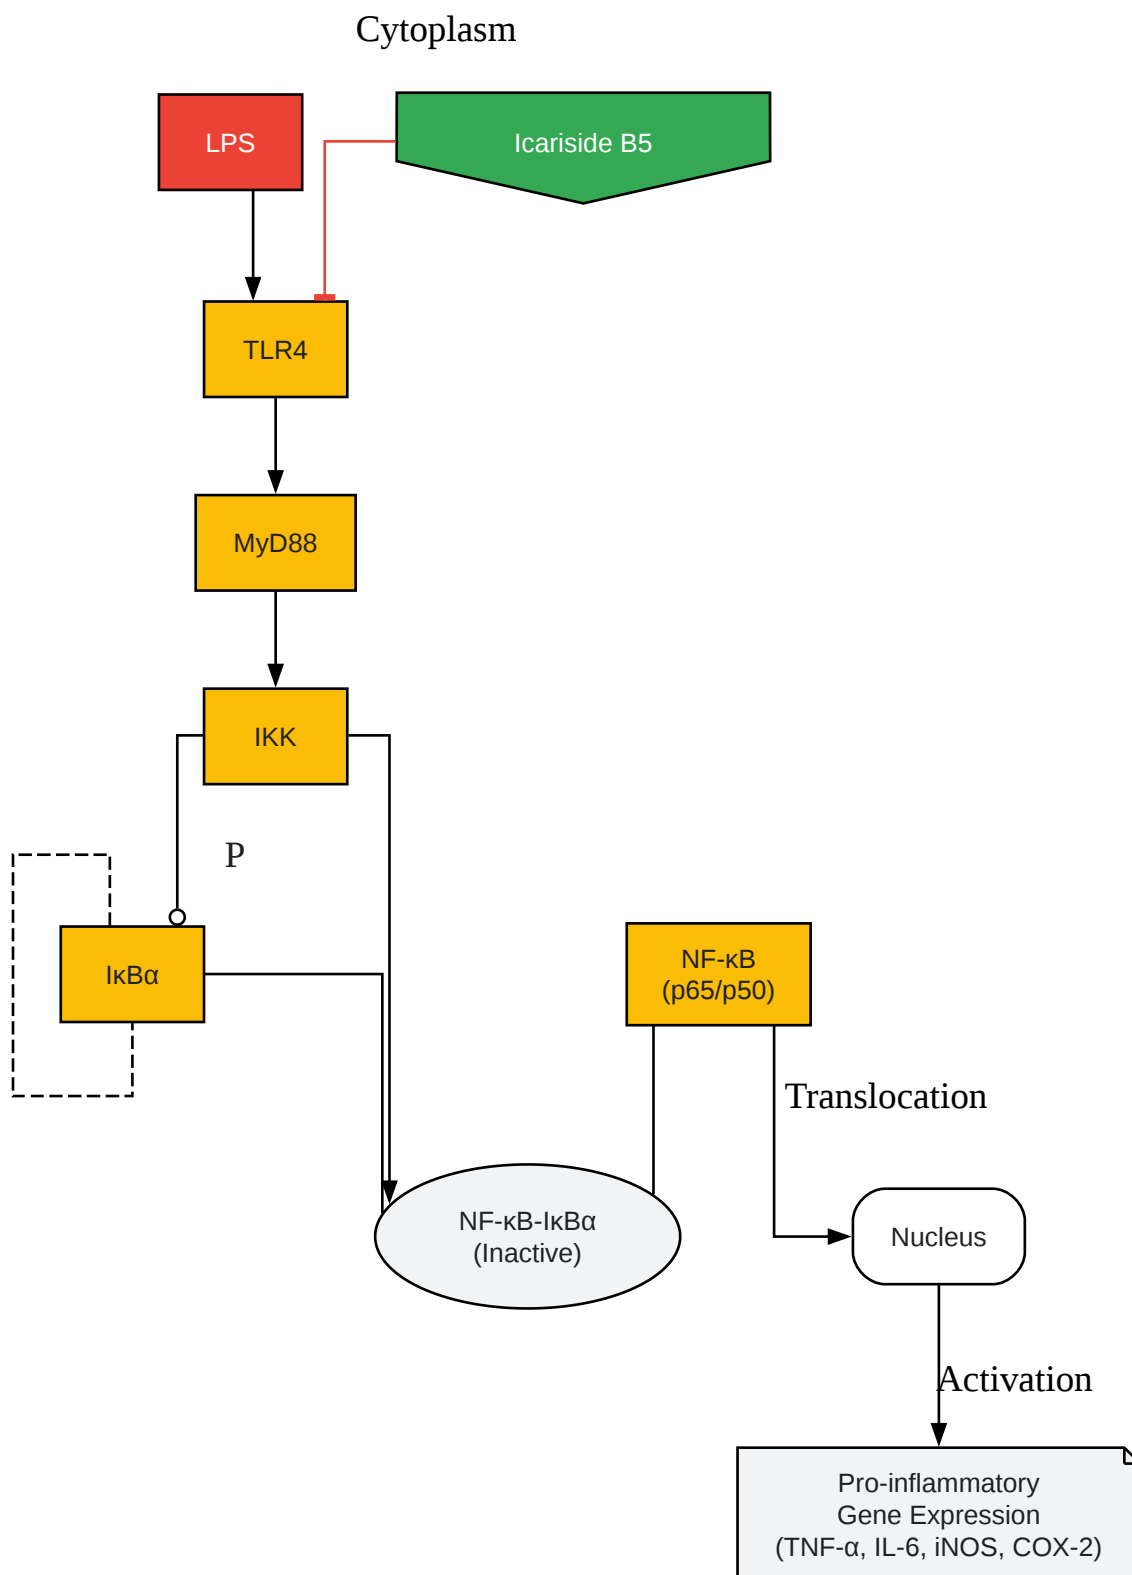 Cytoplasm
LPS
Icariside B5
TLR4
MyD88
IKK
P
IκBα
NF-κB
(p65/p50)
Translocation
NF-κB-IκBα
(Inactive)
Nucleus
Activation
Pro-inflammatory
Gene Expression
(TNF-α, IL-6, iNOS, COX-2)